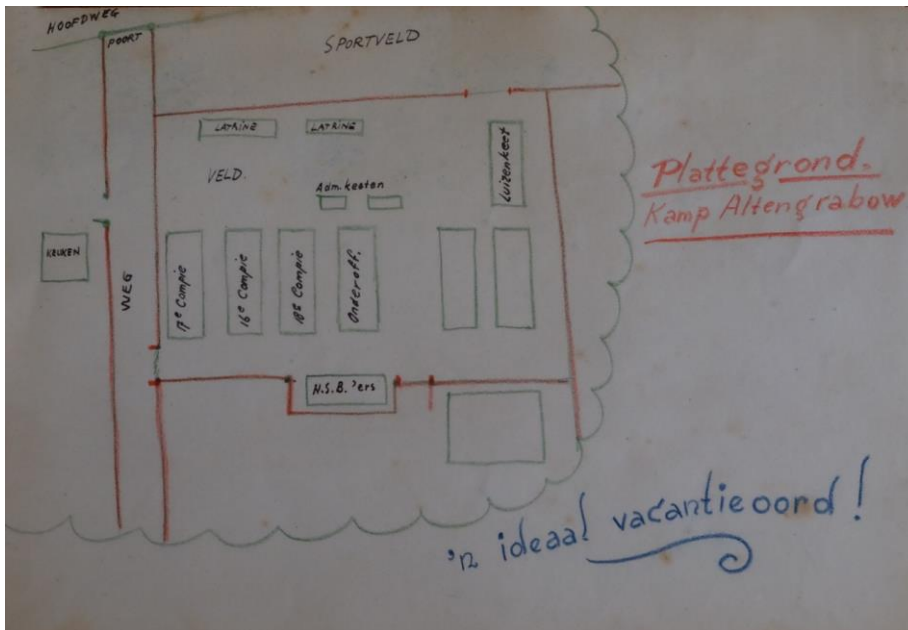 HOOFDWEG
POORT
SPORTVELD
LATRINE
LATRINE
Luizenkeet
VELD.
Adm. keeten
Plattegrond.
Kamp Altengrabow
KEUKEN
WEG
17e Compie
16e Compie
18e Compie
Onderoff.
N.S.B.'ers
'n ideaal vacantieoord!